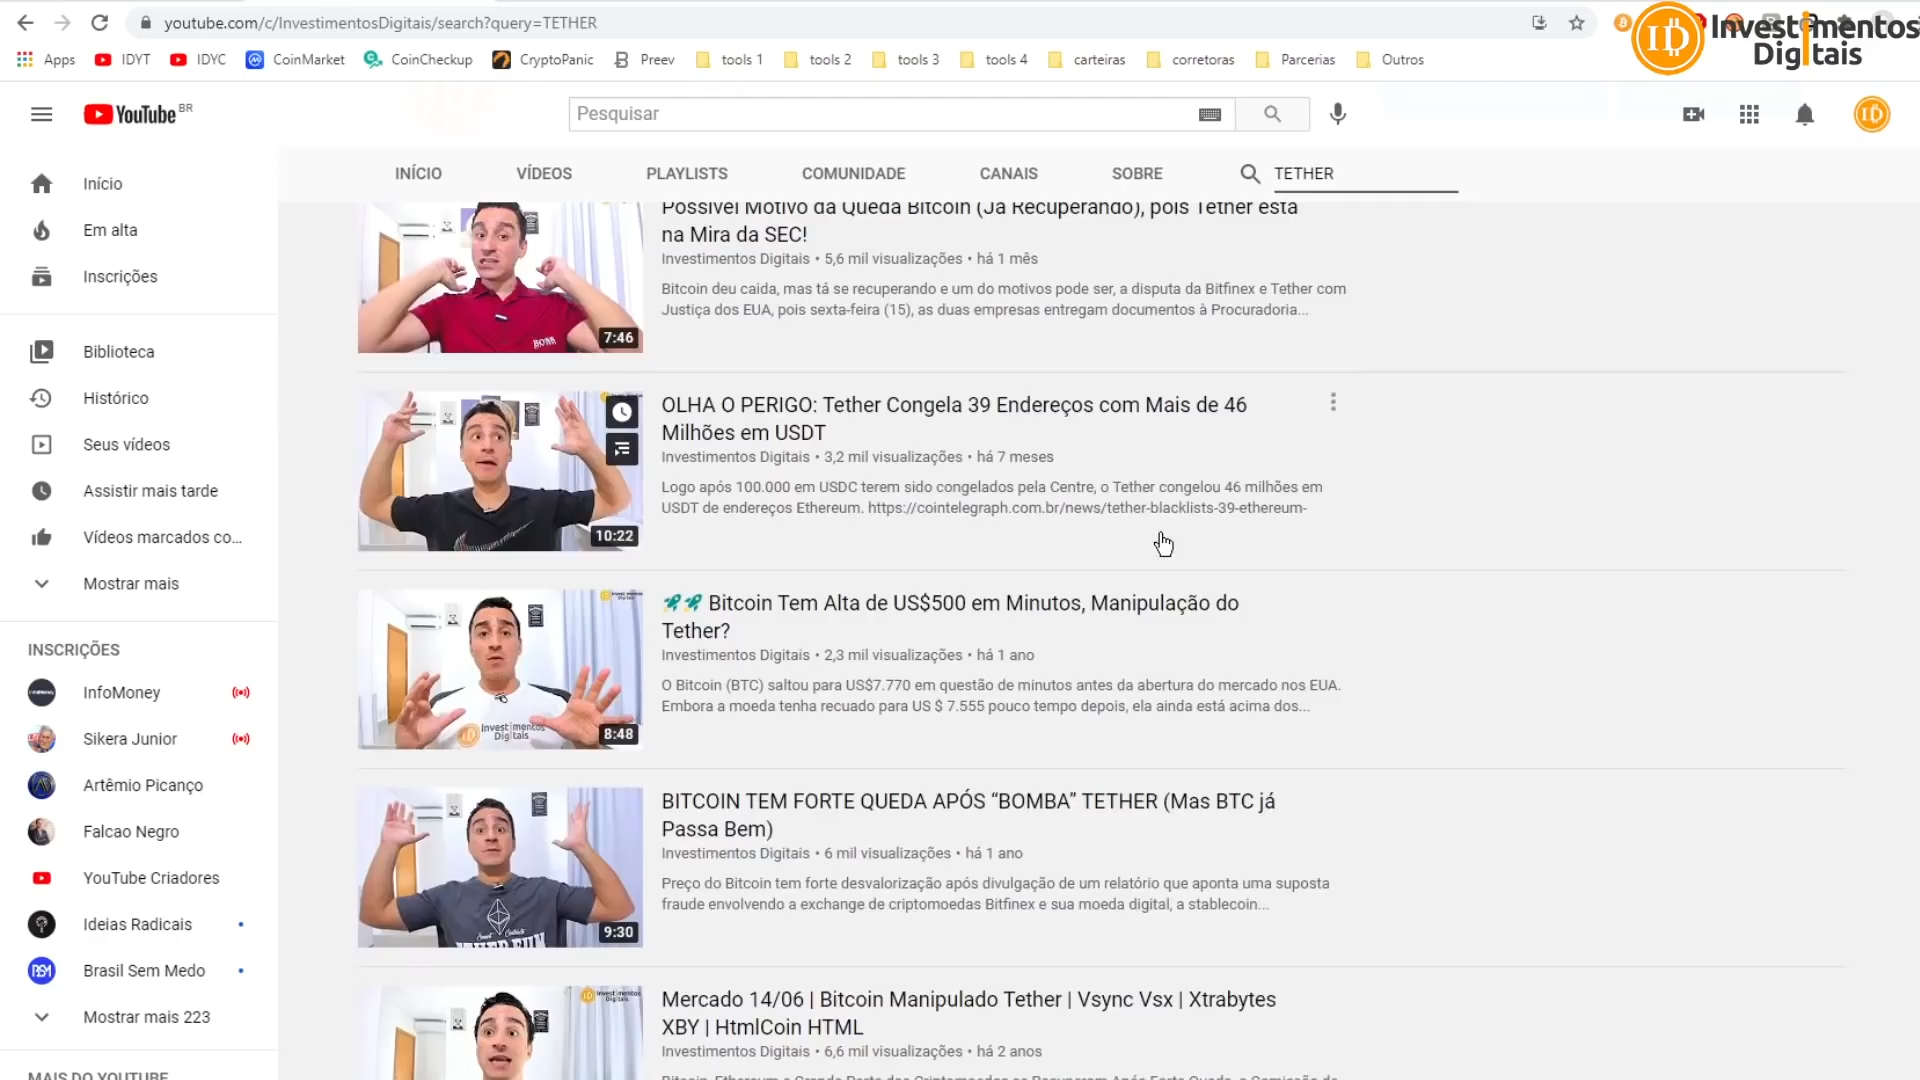 youtube.com/c/InvestimentosDigitais/search?query=TETHER
Investimentos
Digitais
Apps IDYT IDYC CoinMarket CoinCheckup CryptoPanic Preev tools 1 tools 2 tools 3 tools 4 carteiras corretoras Parcerias Outros
YouTube BR
Pesquisar
INÍCIO VÍDEOS PLAYLISTS COMUNIDADE CANAIS SOBRE TETHER
Início
Em alta
Inscrições
Biblioteca
Histórico
Seus vídeos
Assistir mais tarde
Vídeos marcados co...
Mostrar mais
INSCRIÇÕES
InfoMoney
Sikera Junior
Artêmio Picanço
Falcao Negro
YouTube Criadores
Ideias Radicais
Brasil Sem Medo
Mostrar mais 223
MAIS DO YOUTUBE
Possível Motivo da Queda Bitcoin (Já Recuperando), pois Tether está
na Mira da SEC!
Investimentos Digitais • 5,6 mil visualizações • há 1 mês
Bitcoin deu caida, mas tá se recuperando e um do motivos pode ser, a disputa da Bitfinex e Tether com
Justiça dos EUA, pois sexta-feira (15), as duas empresas entregam documentos à Procuradoria...
BOSS
7:46
OLHA O PERIGO: Tether Congela 39 Endereços com Mais de 46
Milhões em USDT
Investimentos Digitais • 3,2 mil visualizações • há 7 meses
Logo após 100.000 em USDC terem sido congelados pela Centre, o Tether congelou 46 milhões em
USDT de endereços Ethereum. https://cointelegraph.com.br/news/tether-blacklists-39-ethereum-
10:22
Bitcoin Tem Alta de US$500 em Minutos, Manipulação do
Tether?
Investimentos Digitais • 2,3 mil visualizações • há 1 ano
O Bitcoin (BTC) saltou para US$7.770 em questão de minutos antes da abertura do mercado nos EUA.
Embora a moeda tenha recuado para US $ 7.555 pouco tempo depois, ela ainda está acima dos...
Investimentos
Digitais
8:48
BITCOIN TEM FORTE QUEDA APÓS “BOMBA” TETHER (Mas BTC já
Passa Bem)
Investimentos Digitais • 6 mil visualizações • há 1 ano
Preço do Bitcoin tem forte desvalorização após divulgação de um relatório que aponta uma suposta
fraude envolvendo a exchange de criptomoedas Bitfinex e sua moeda digital, a stablecoin...
9:30
Mercado 14/06 | Bitcoin Manipulado Tether | Vsync Vsx | Xtrabytes
XBY | HtmlCoin HTML
Investimentos Digitais • 6,6 mil visualizações • há 2 anos
Investimentos
Digitais